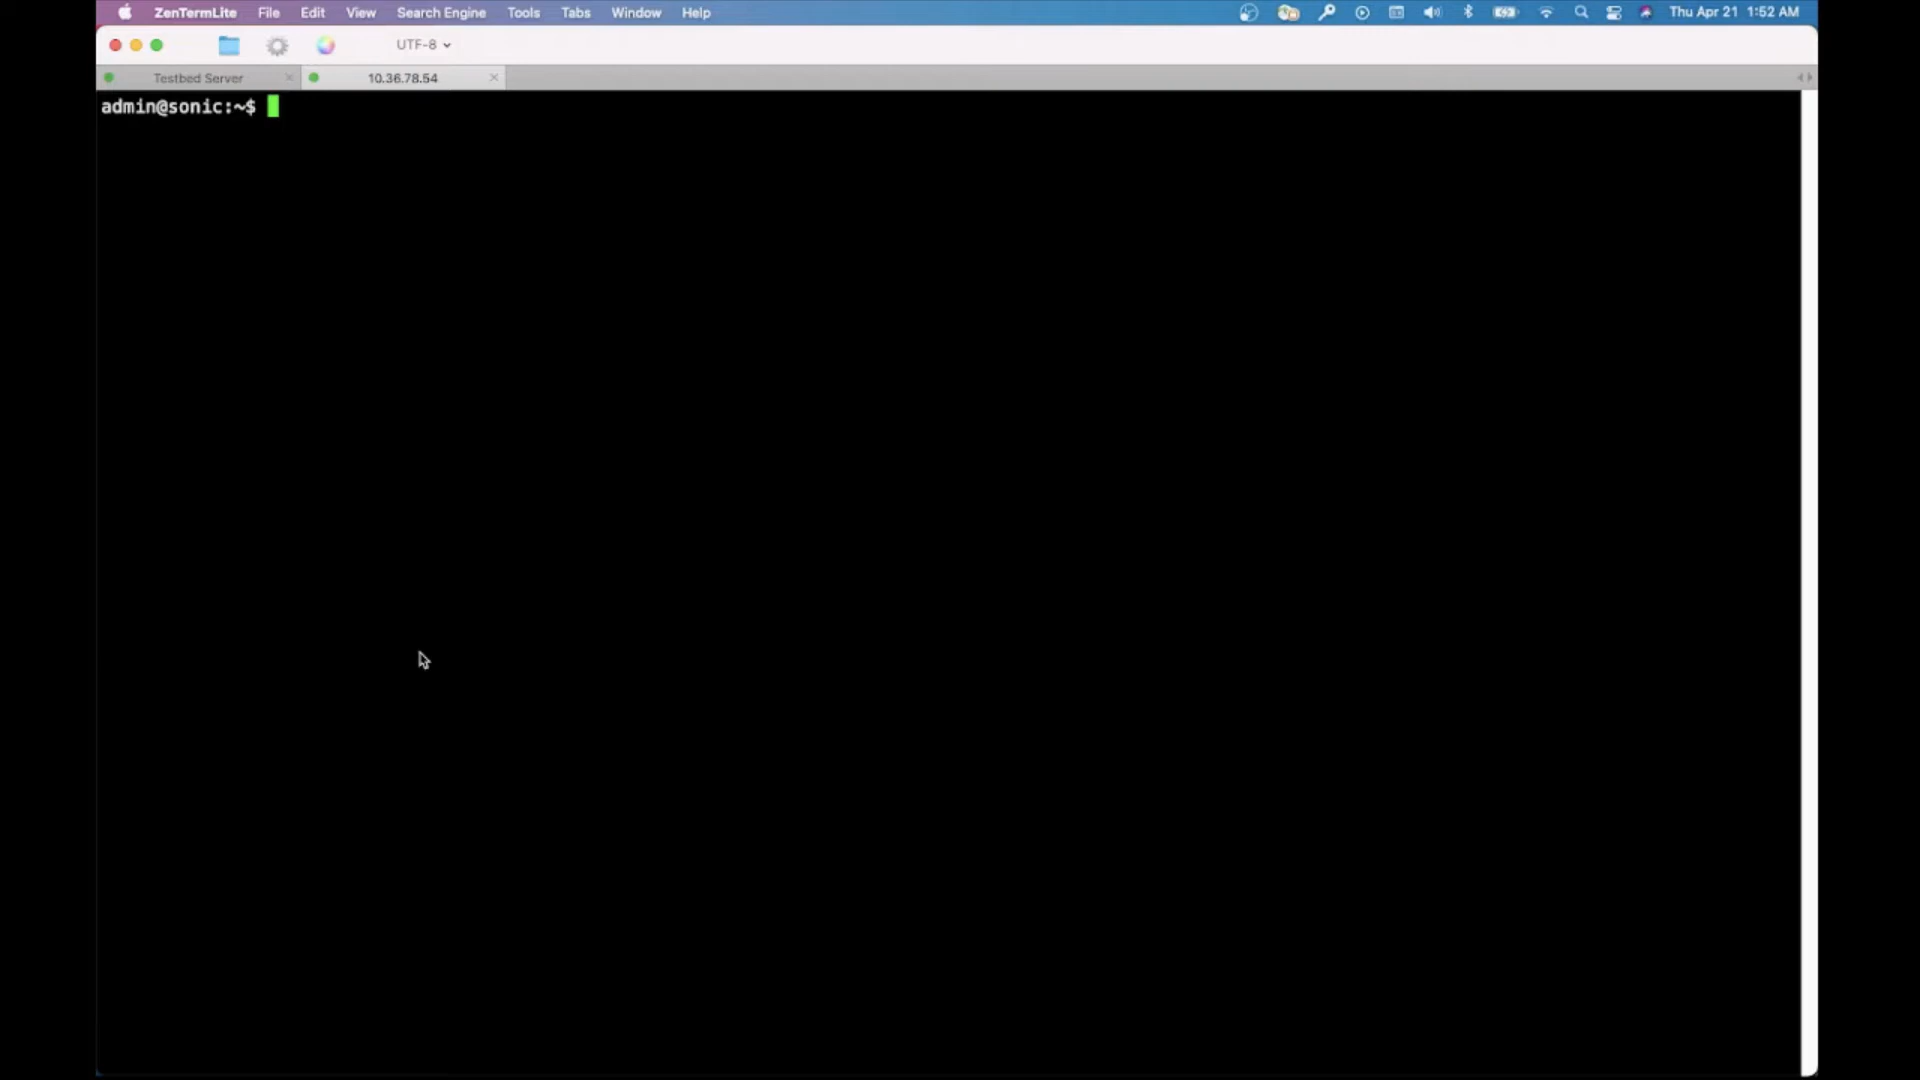 ZenTermLite File Edit View Search Engine Tools Tabs Window Help Thu Apr 21 1:52 AM
UTF-8
Testbed Server 10.36.78.54
admin@sonic:~$